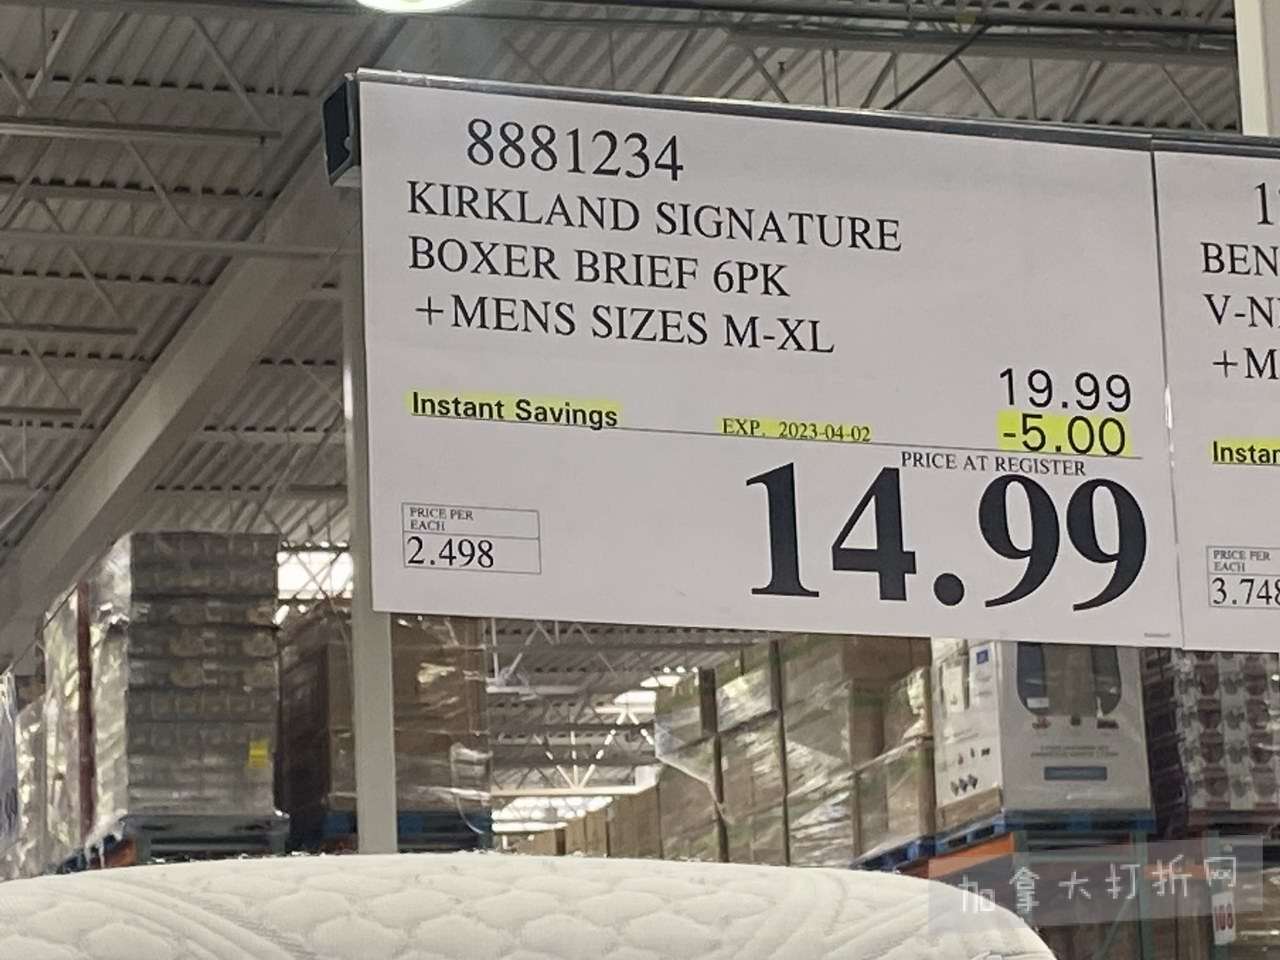 8881234
KIRKLAND SIGNATURE
BOXER BRIEF 6PK
+MENS SIZES M-XL
19.99
Instant Savings EXP. 2023-04-02 -5.00
PRICE AT REGISTER
14.99
PRICE PER
EACH
2.498
1
BEN
V-N
+M
Instan
PRICE PER
EACH
3.748
加拿大打折网